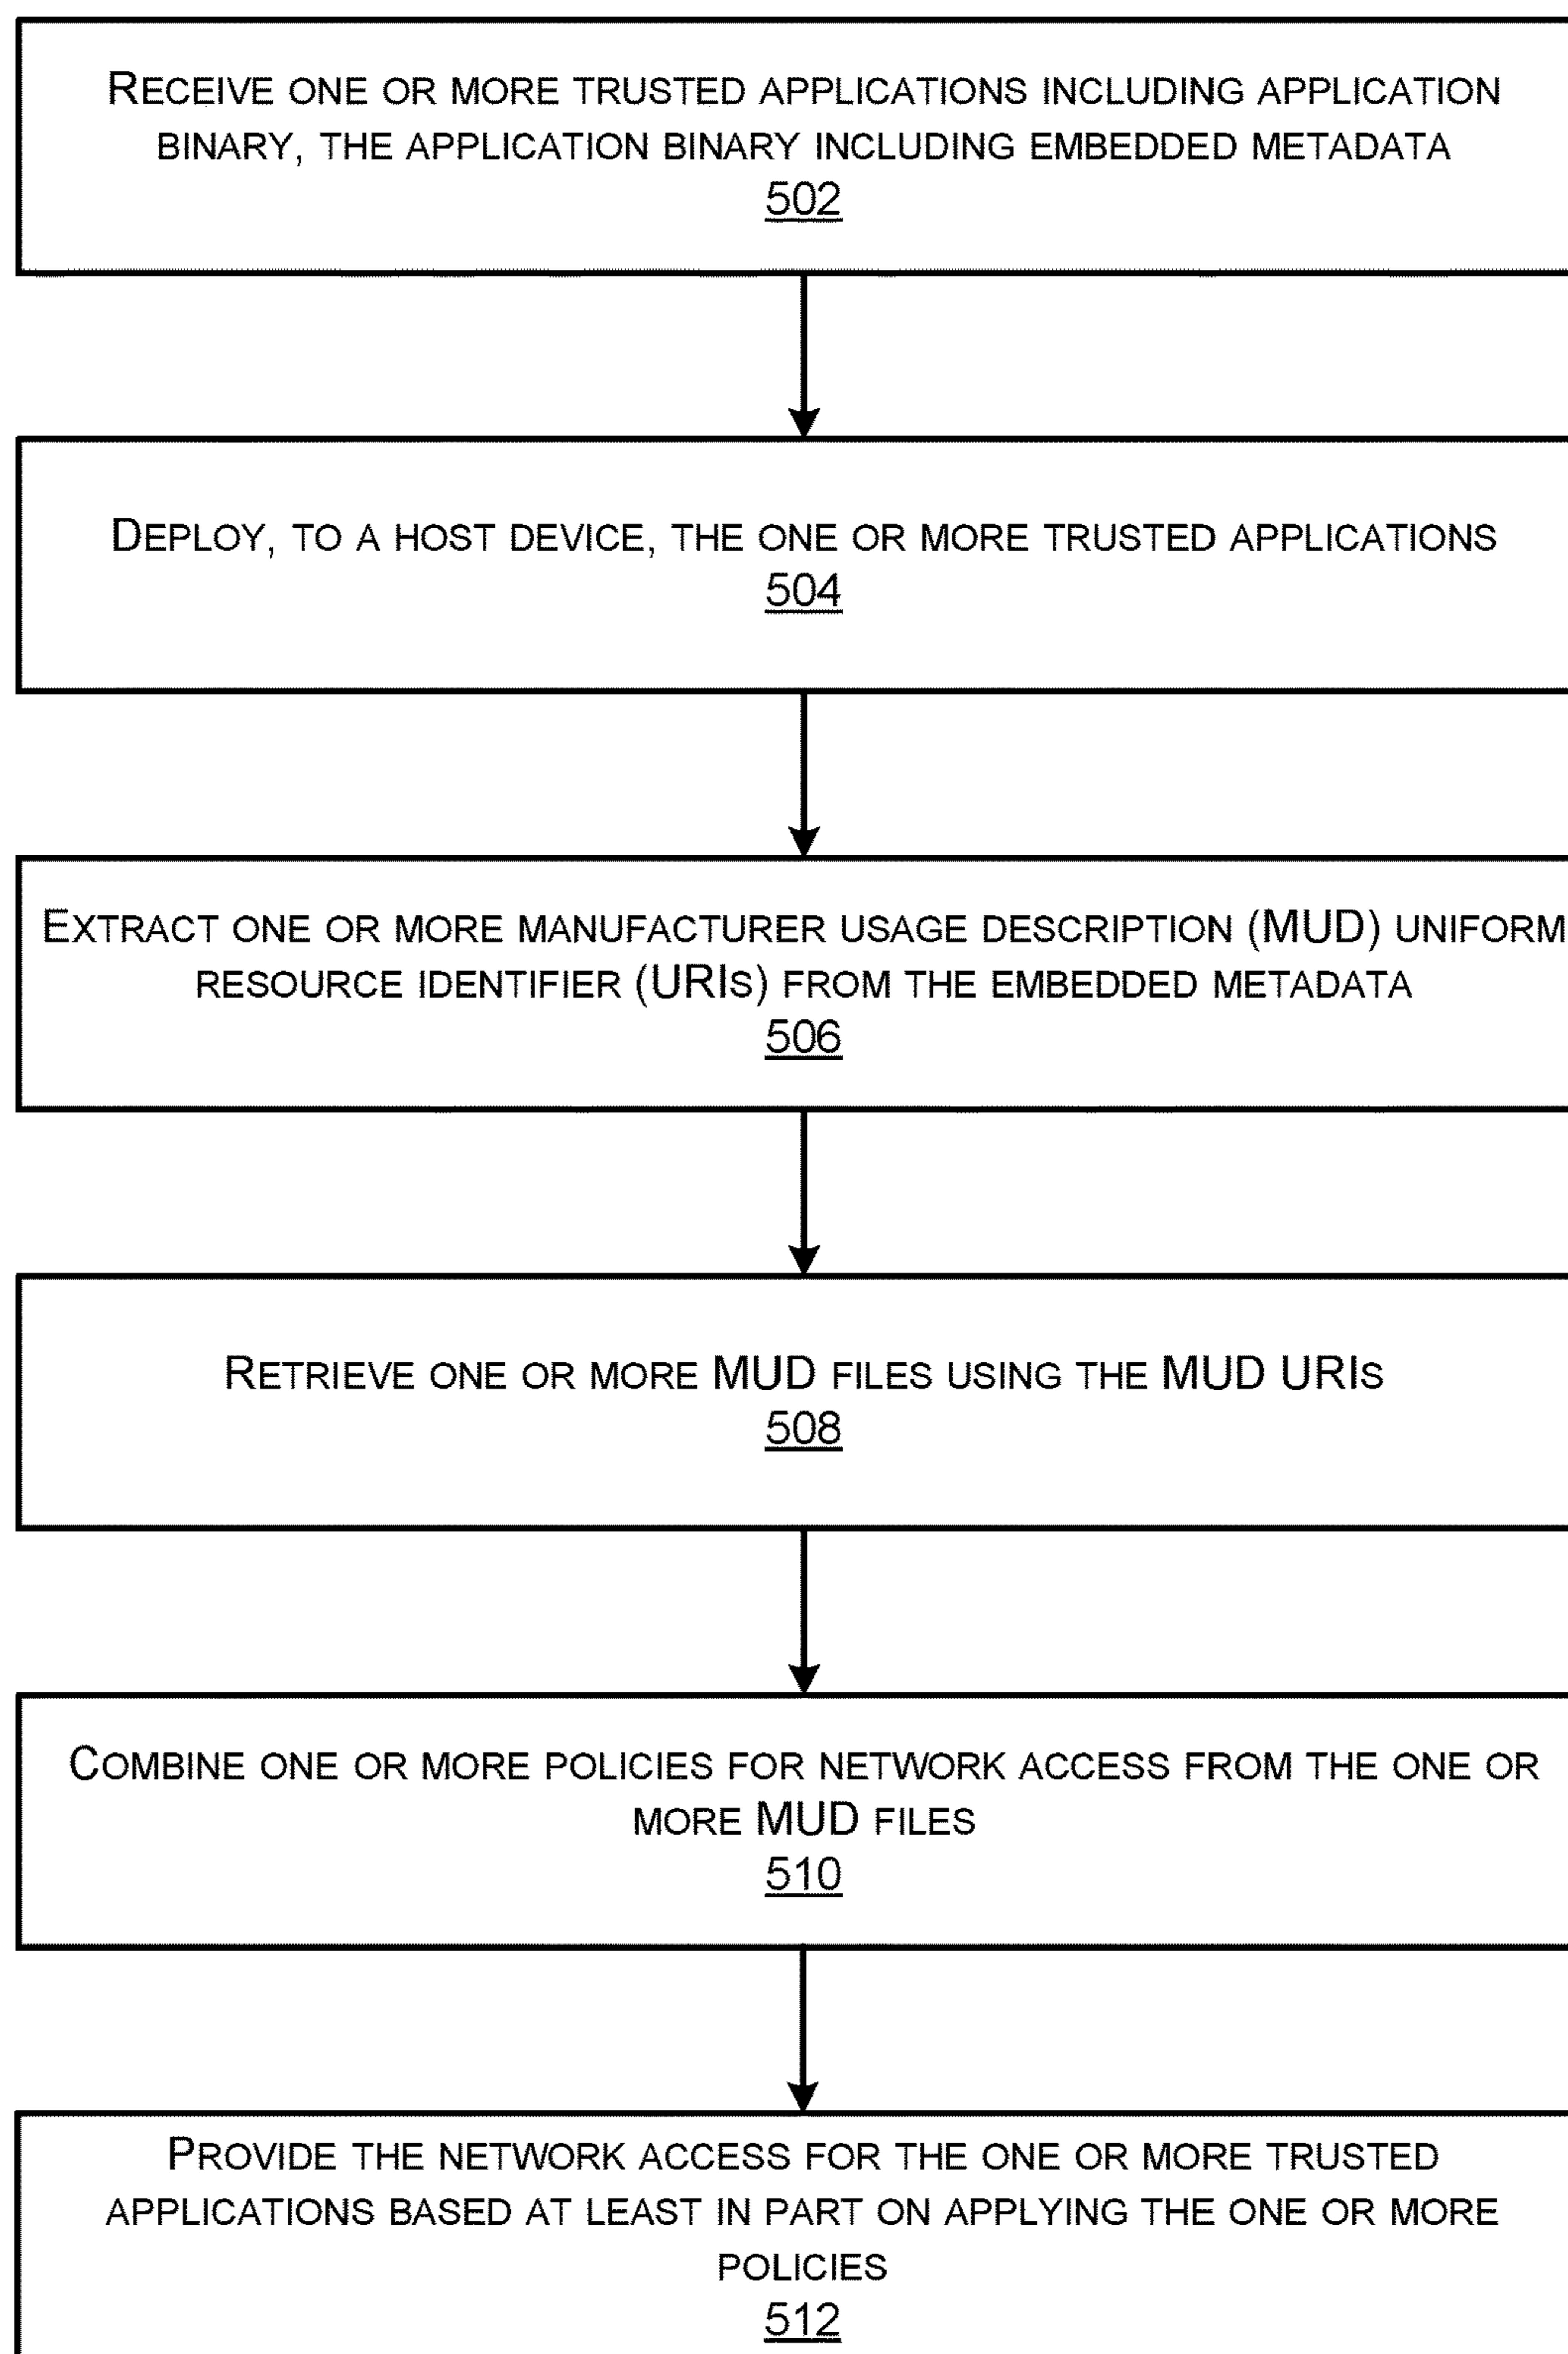 RECEIVE ONE OR MORE TRUSTED APPLICATIONS INCLUDING APPLICATION
BINARY, THE APPLICATION BINARY INCLUDING EMBEDDED METADATA
502
DEPLOY, TO A HOST DEVICE, THE ONE OR MORE TRUSTED APPLICATIONS
504
EXTRACT ONE OR MORE MANUFACTURER USAGE DESCRIPTION (MUD) UNIFORM
RESOURCE IDENTIFIER (URIS) FROM THE EMBEDDED METADATA
506
RETRIEVE ONE OR MORE MUD FILES USING THE MUD URIS
508
COMBINE ONE OR MORE POLICIES FOR NETWORK ACCESS FROM THE ONE OR
MORE MUD FILES
510
PROVIDE THE NETWORK ACCESS FOR THE ONE OR MORE TRUSTED
APPLICATIONS BASED AT LEAST IN PART ON APPLYING THE ONE OR MORE
POLICIES
512